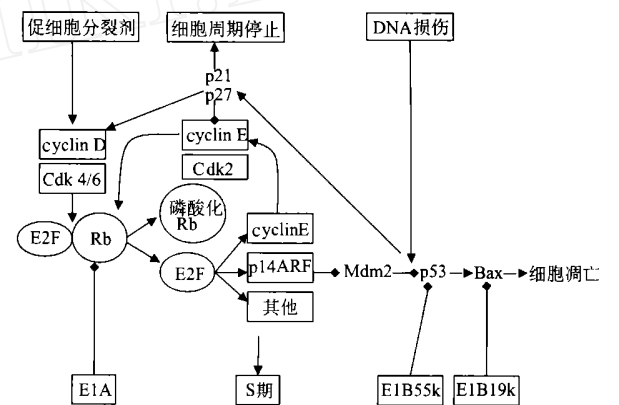 促细胞分裂剂
细胞周期停止
DNA损伤
p21
p27
cyclin D
cyclin E
Cdk 4/6
Cdk2
磷酸化
Rb
E2F
Rb
cyclinE
E2F
p14ARF
Mdm2
p53
Bax
细胞凋亡
其他
E1A
S期
E1B55k
E1B19k